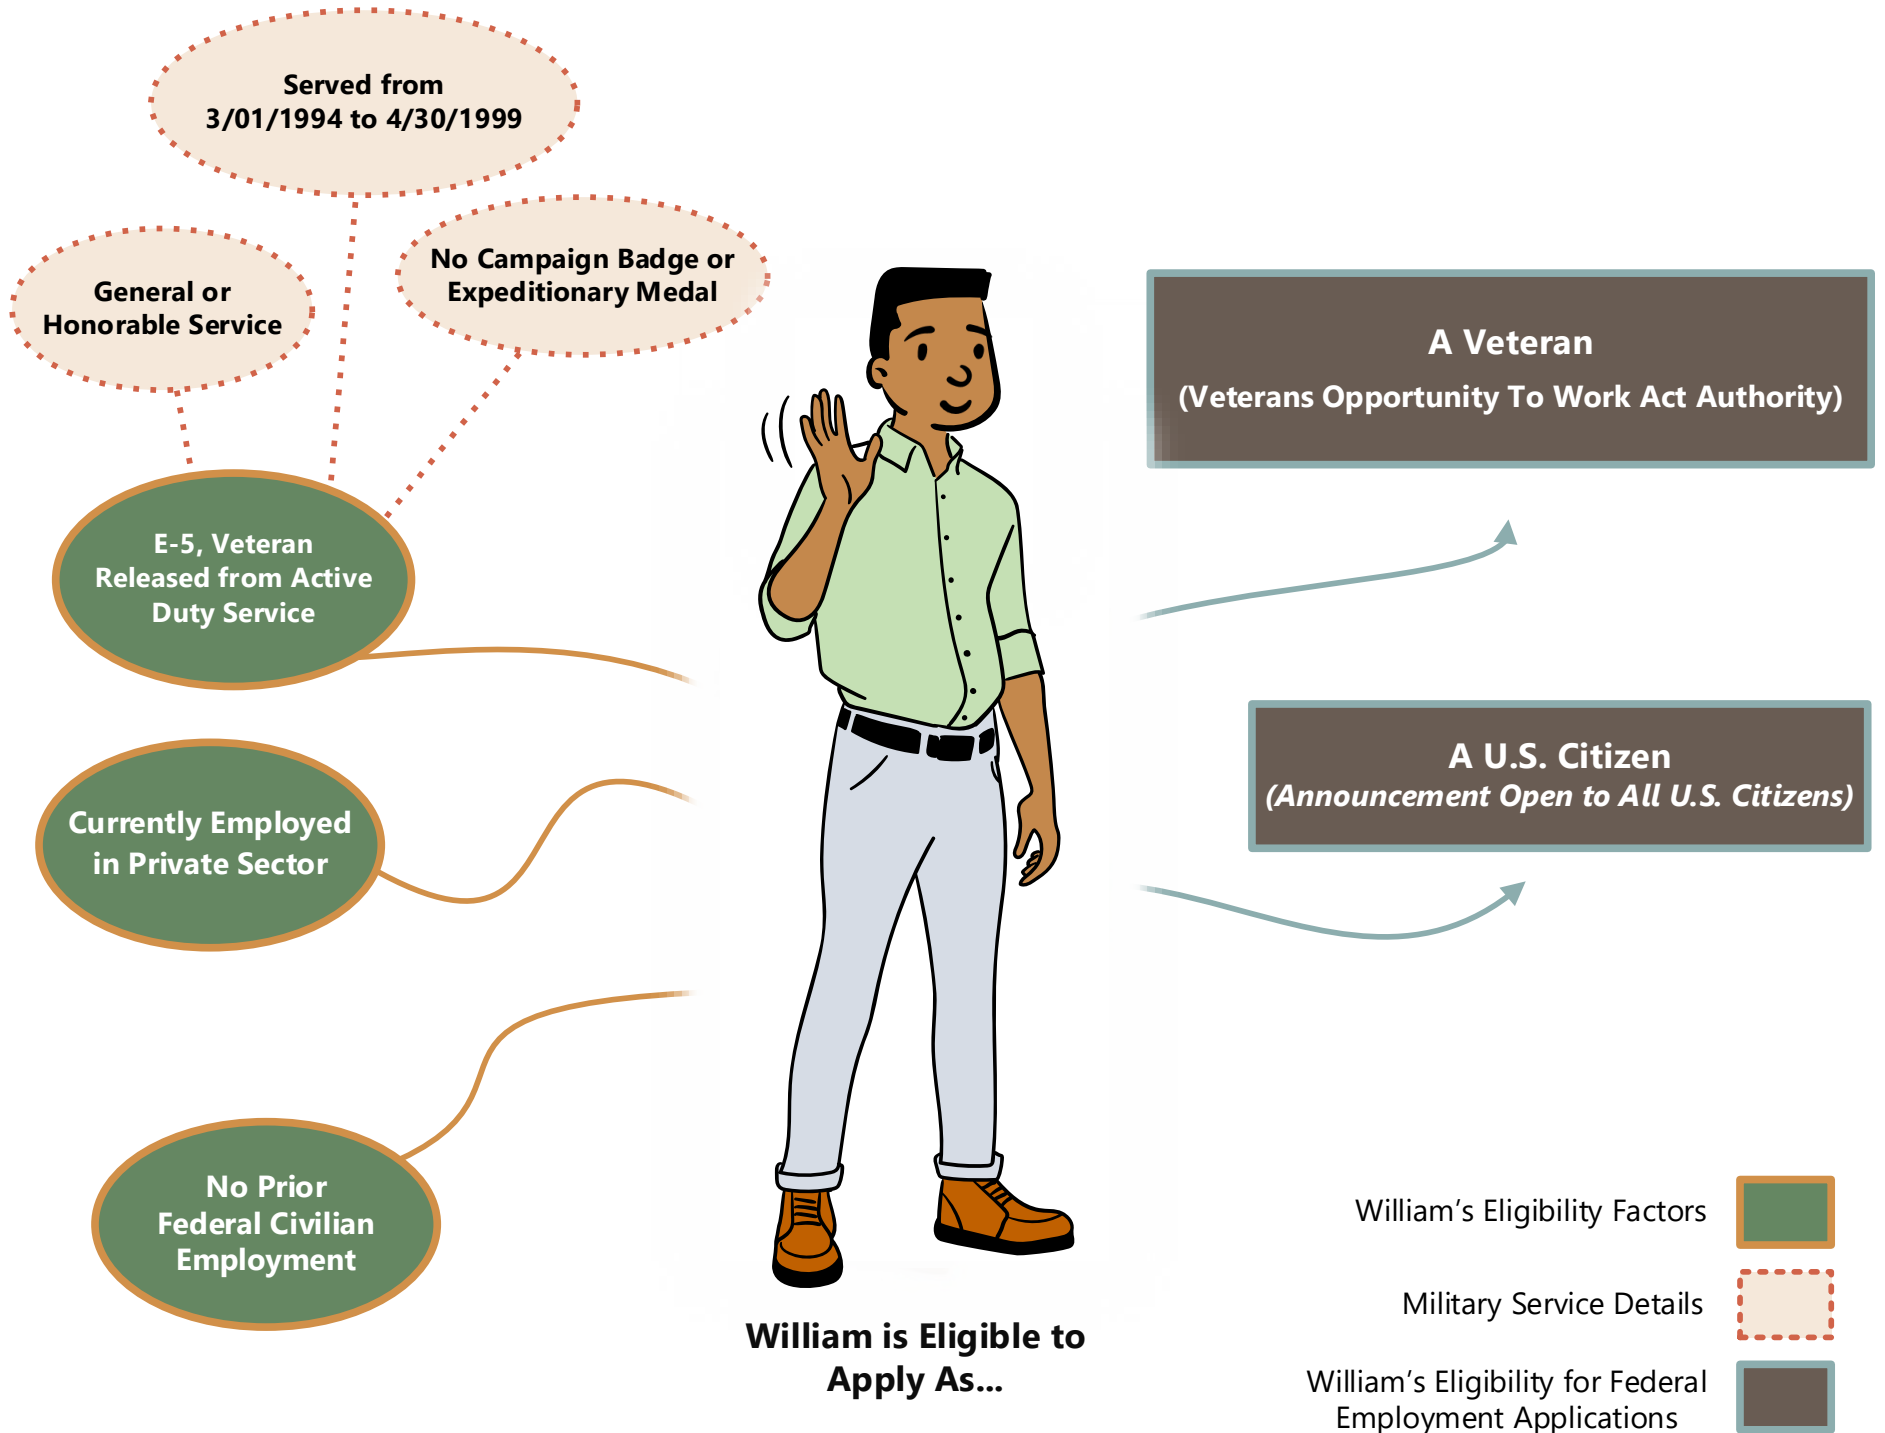 Served from
3/01/1994 to 4/30/1999
General or
Honorable Service
No Campaign Badge or
Expeditionary Medal
E-5, Veteran
Released from Active
Duty Service
Currently Employed
in Private Sector
No Prior
Federal Civilian
Employment
William is Eligible to
Apply As...
A Veteran
(Veterans Opportunity To Work Act Authority)
A U.S. Citizen
(Announcement Open to All U.S. Citizens)
William’s Eligibility Factors
Military Service Details
William’s Eligibility for Federal
Employment Applications